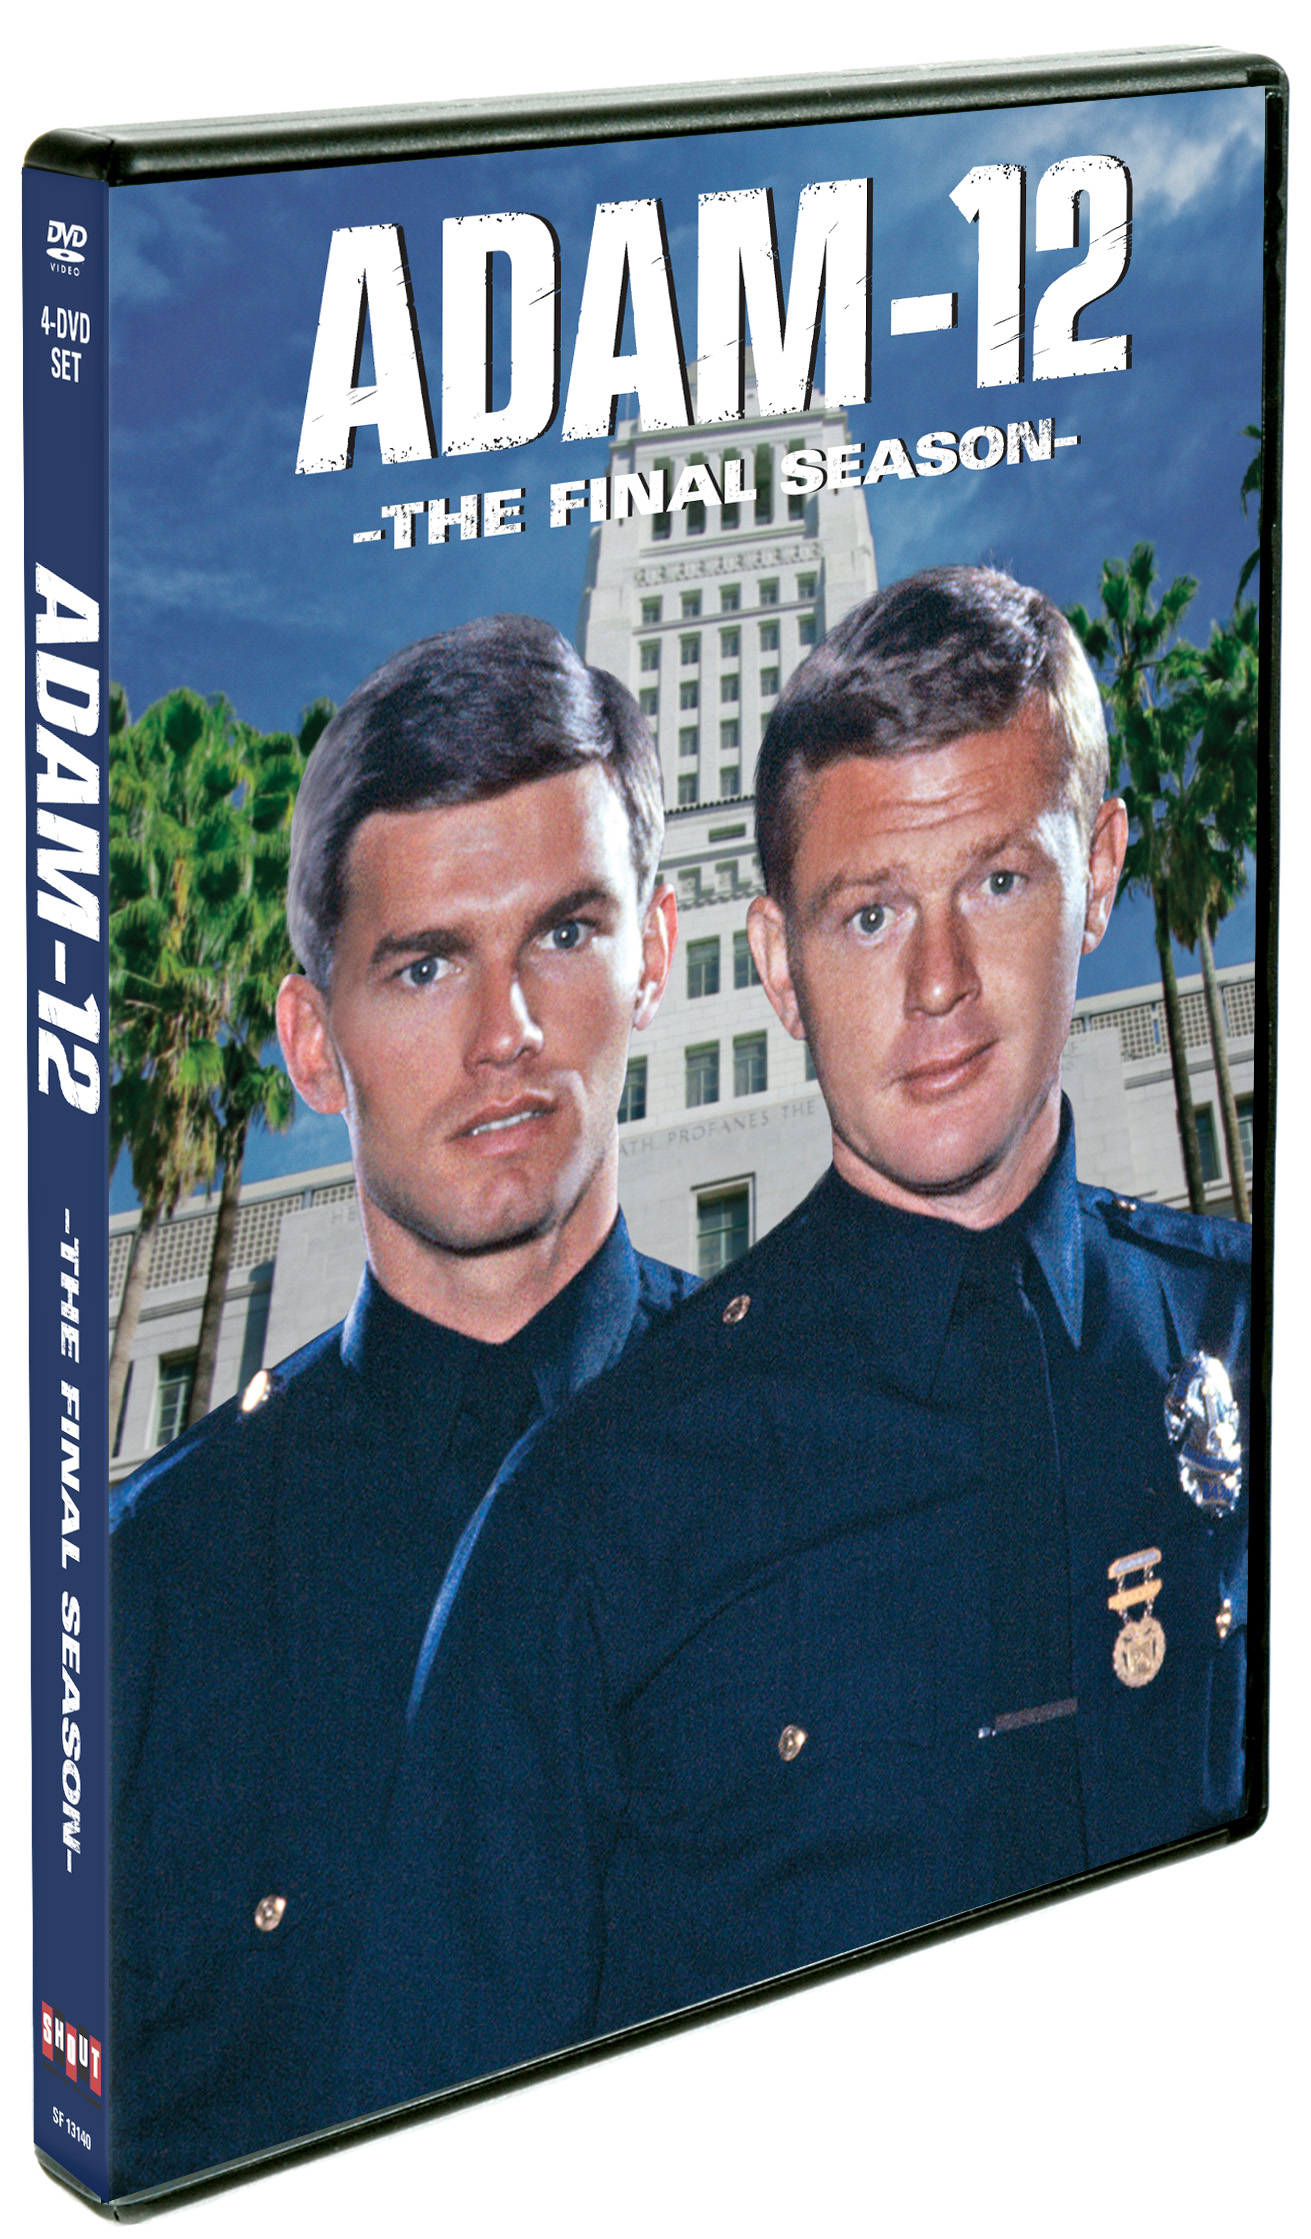 ADAM-12
-THE FINAL SEASON-
DVD
VIDEO
4-DVD
SET
ADAM-12
-THE FINAL SEASON-
SHOUT
SF 13140
PROFANES THE